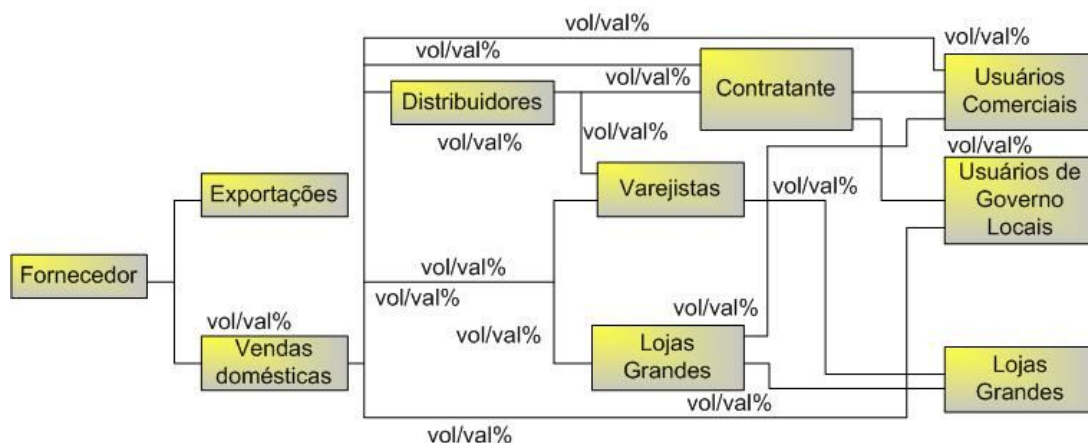 vol/val%
vol/val%
vol/val%
vol/val%
Distribuidores
Contratante
Usuários
Comerciais
vol/val%
vol/val%
vol/val%
Exportações
Varejistas
vol/val%
Usuários de
Governo
Locais
Fornecedor
vol/val%
vol/val%
vol/val%
vol/val%
vol/val%
Vendas
domésticas
Lojas
Grandes
Lojas
Grandes
vol/val%
vol/val%